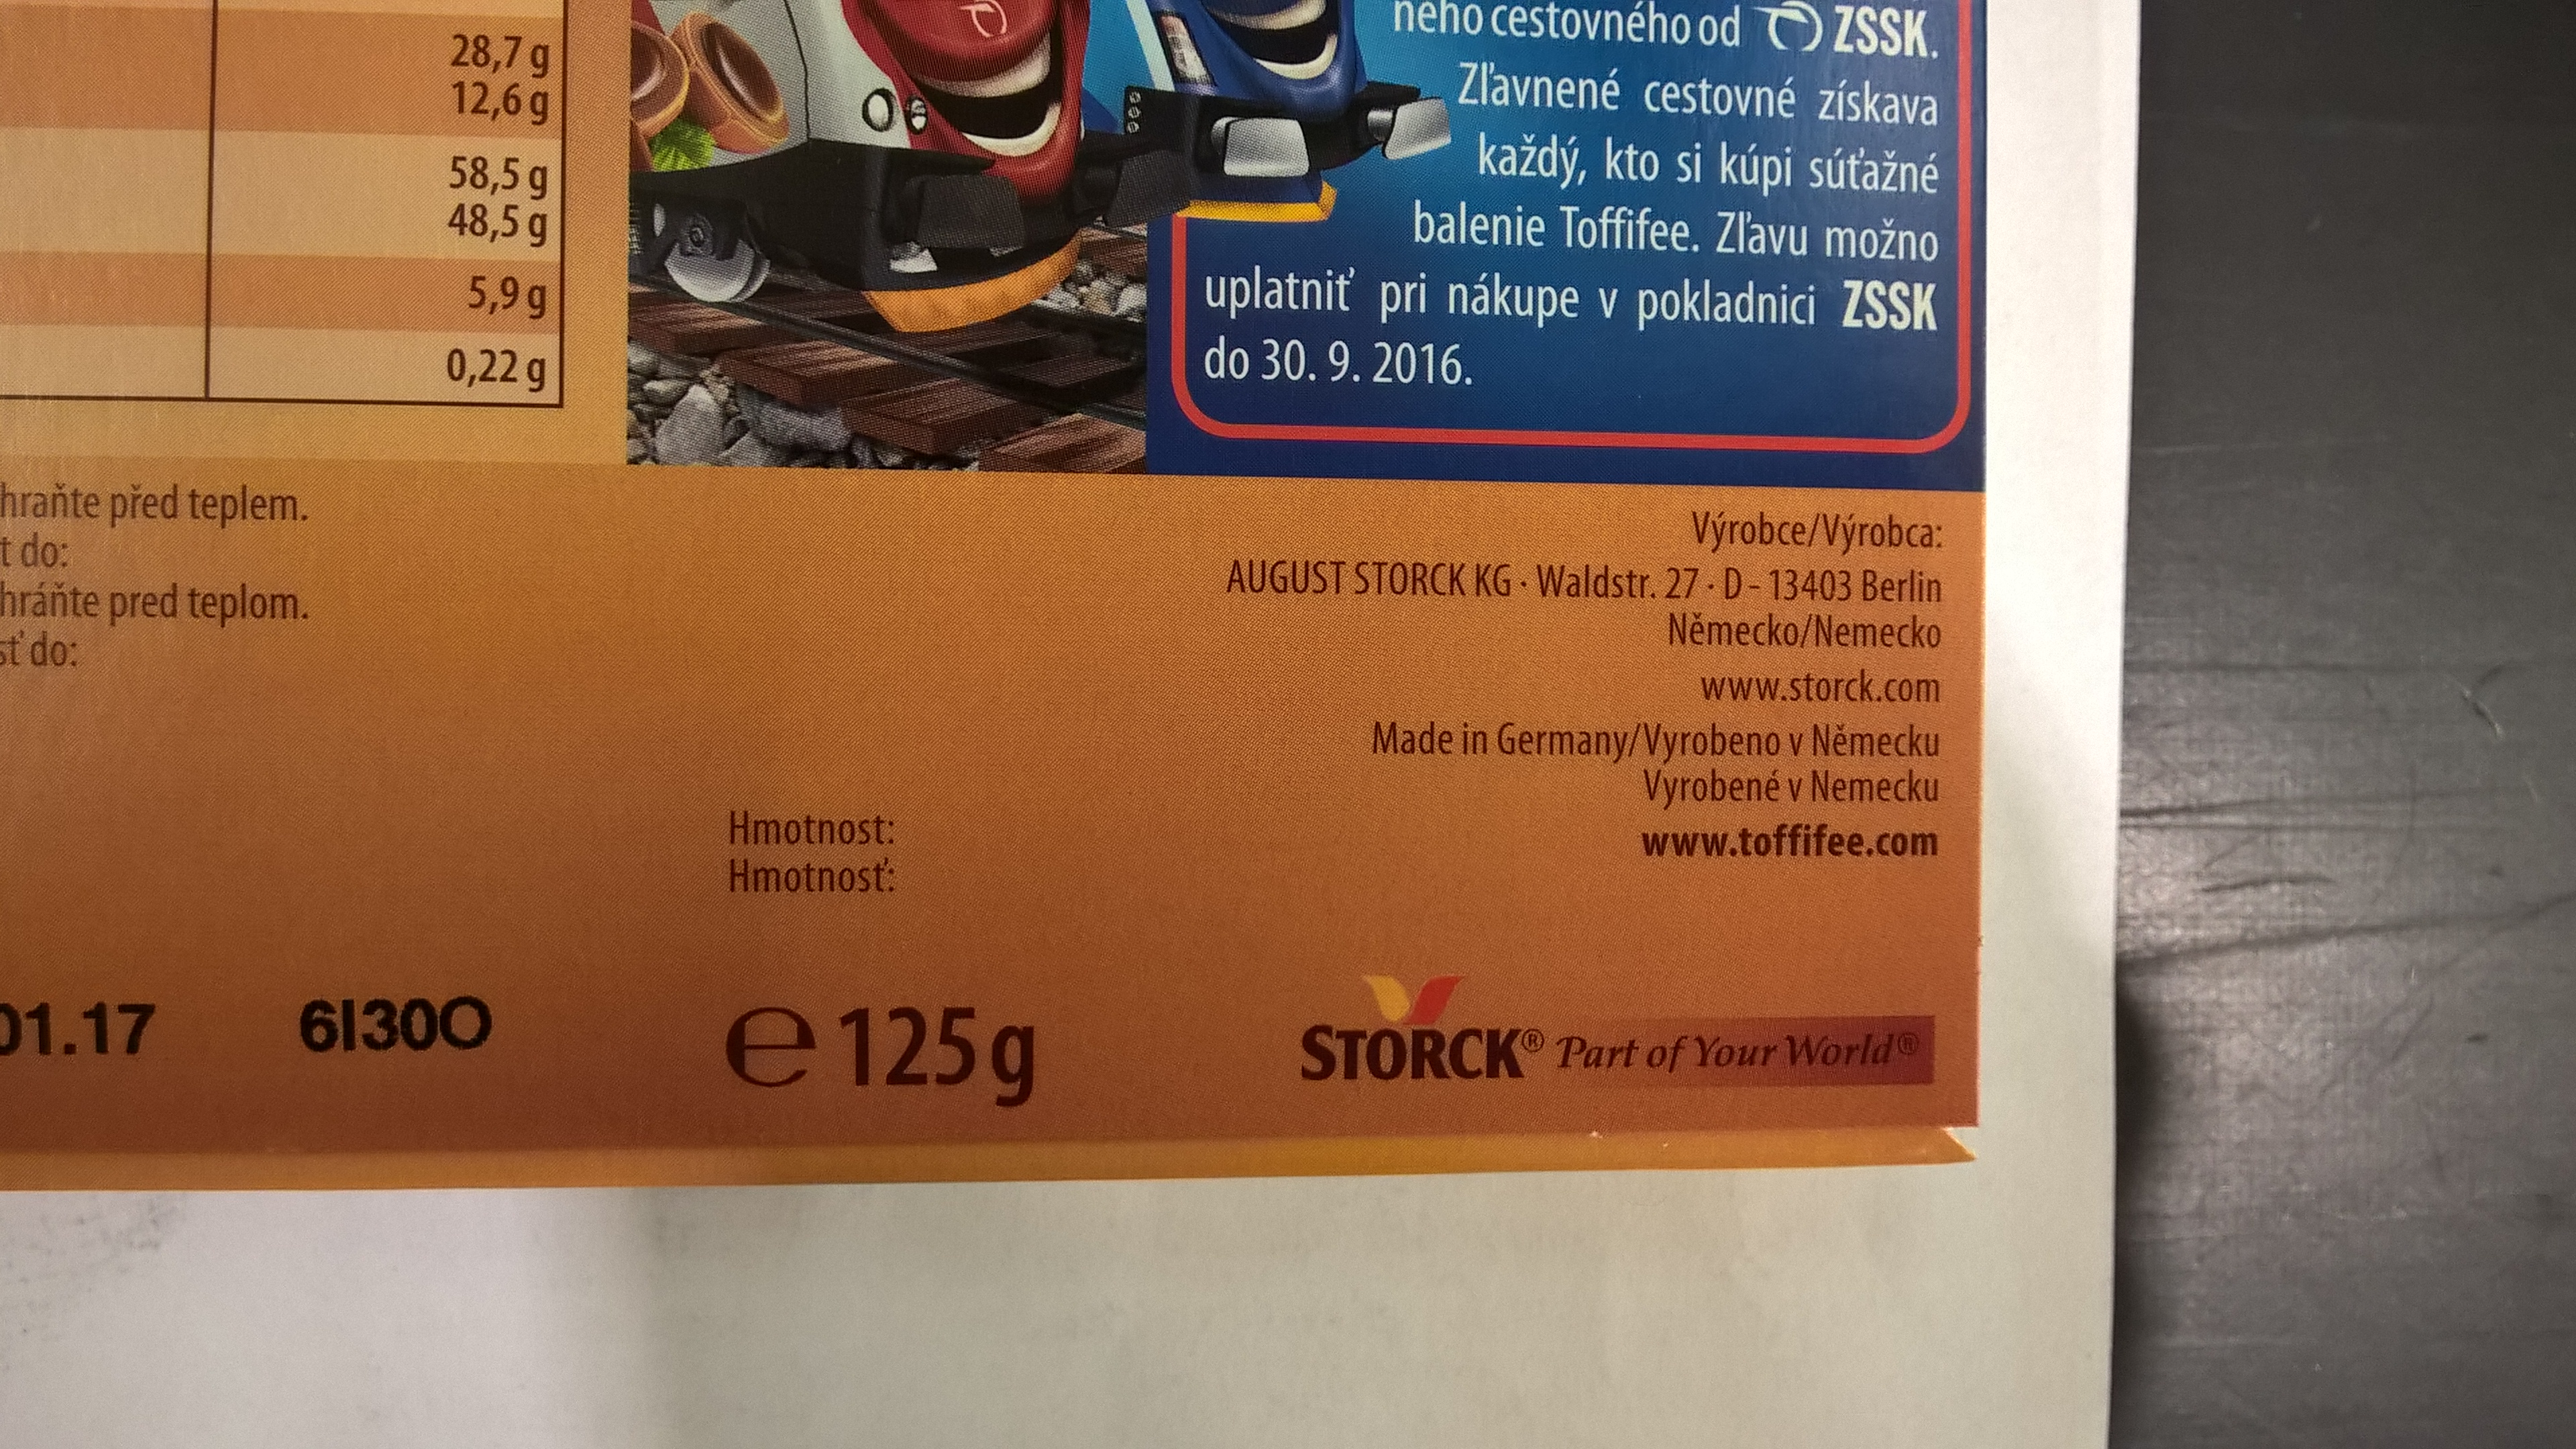 28,7 g
12,6 g
58,5 g
48,5 g
5,9 g
0,22 g
ného cestovného od ZSSK.
Zľavnené cestovné získava
každý, kto si kúpi súťažné
balenie Toffifee. Zľavu možno
uplatniť pri nákupe v pokladnici ZSSK
do 30. 9. 2016.
hraňte před teplem.
t do:
hráňte pred teplom.
sť do:
Výrobce/Výrobca:
AUGUST STORCK KG · Waldstr. 27 · D - 13403 Berlin
Německo/Nemecko
www.storck.com
Made in Germany/Vyrobeno v Německu
Vyrobené v Nemecku
www.toffifee.com
Hmotnost:
Hmotnosť:
01.17 6I30O
℮ 125 g
STORCK® Part of Your World®